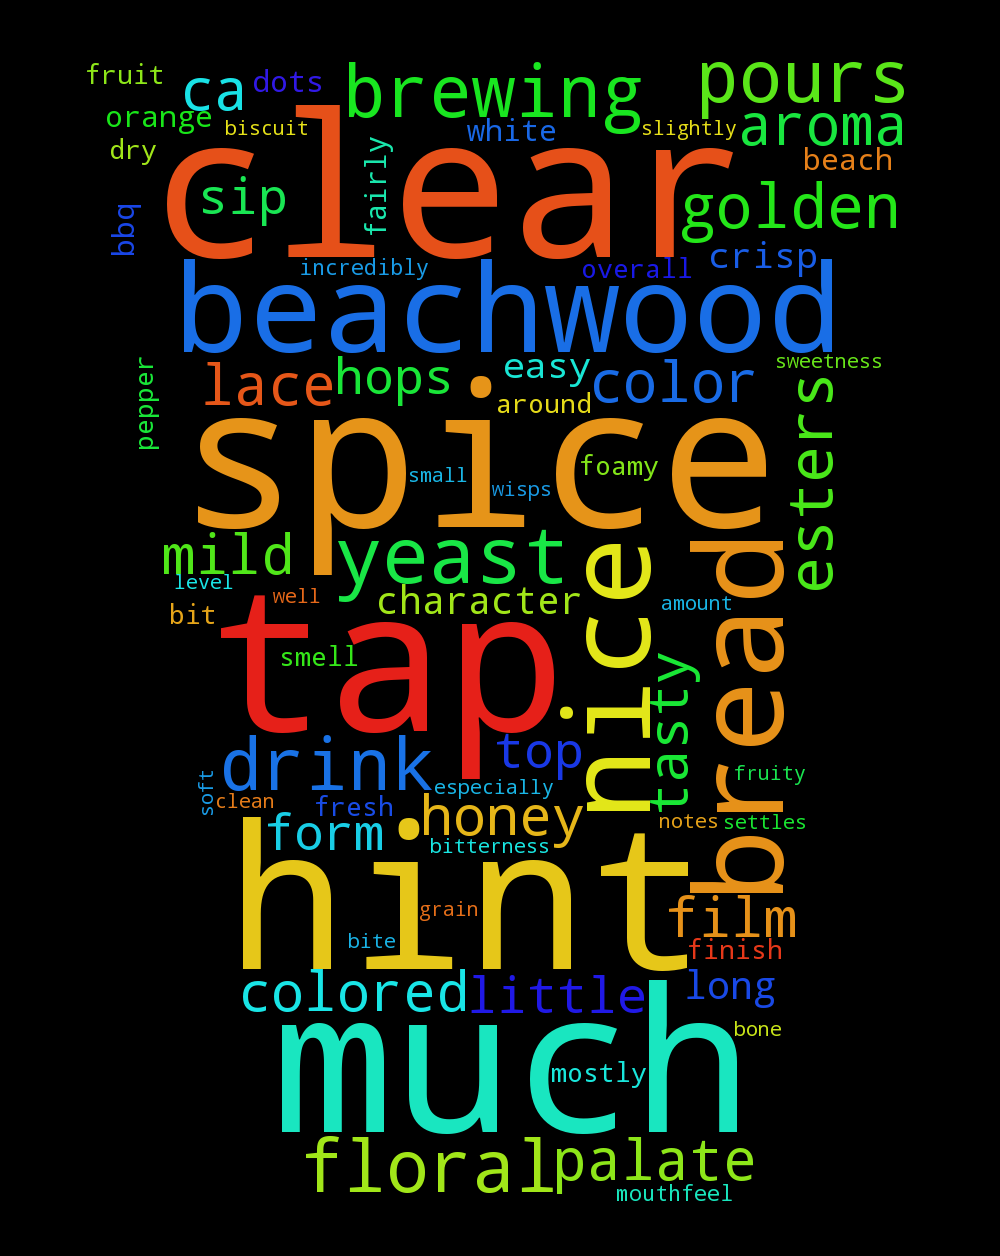 fruit
ca
dots
brewing
pours
orange
biscuit
white
slightly
aroma
dry
clear
beach
sip
fairly
golden
bbq
incredibly
overall
crisp
beachwood
pepper
lace
hops
easy
around
color
sweetness
spice
small
wisps
foamy
esters
mild
yeast
nice
bread
level
bit
well
character
amount
tap
smell
tasty
drink
top
soft
clean
fresh
especially
fruity
form
honey
bitterness
notes
settles
hint
grain
bite
film
finish
colored
little
long
much
bone
mostly
floral
palate
mouthfeel